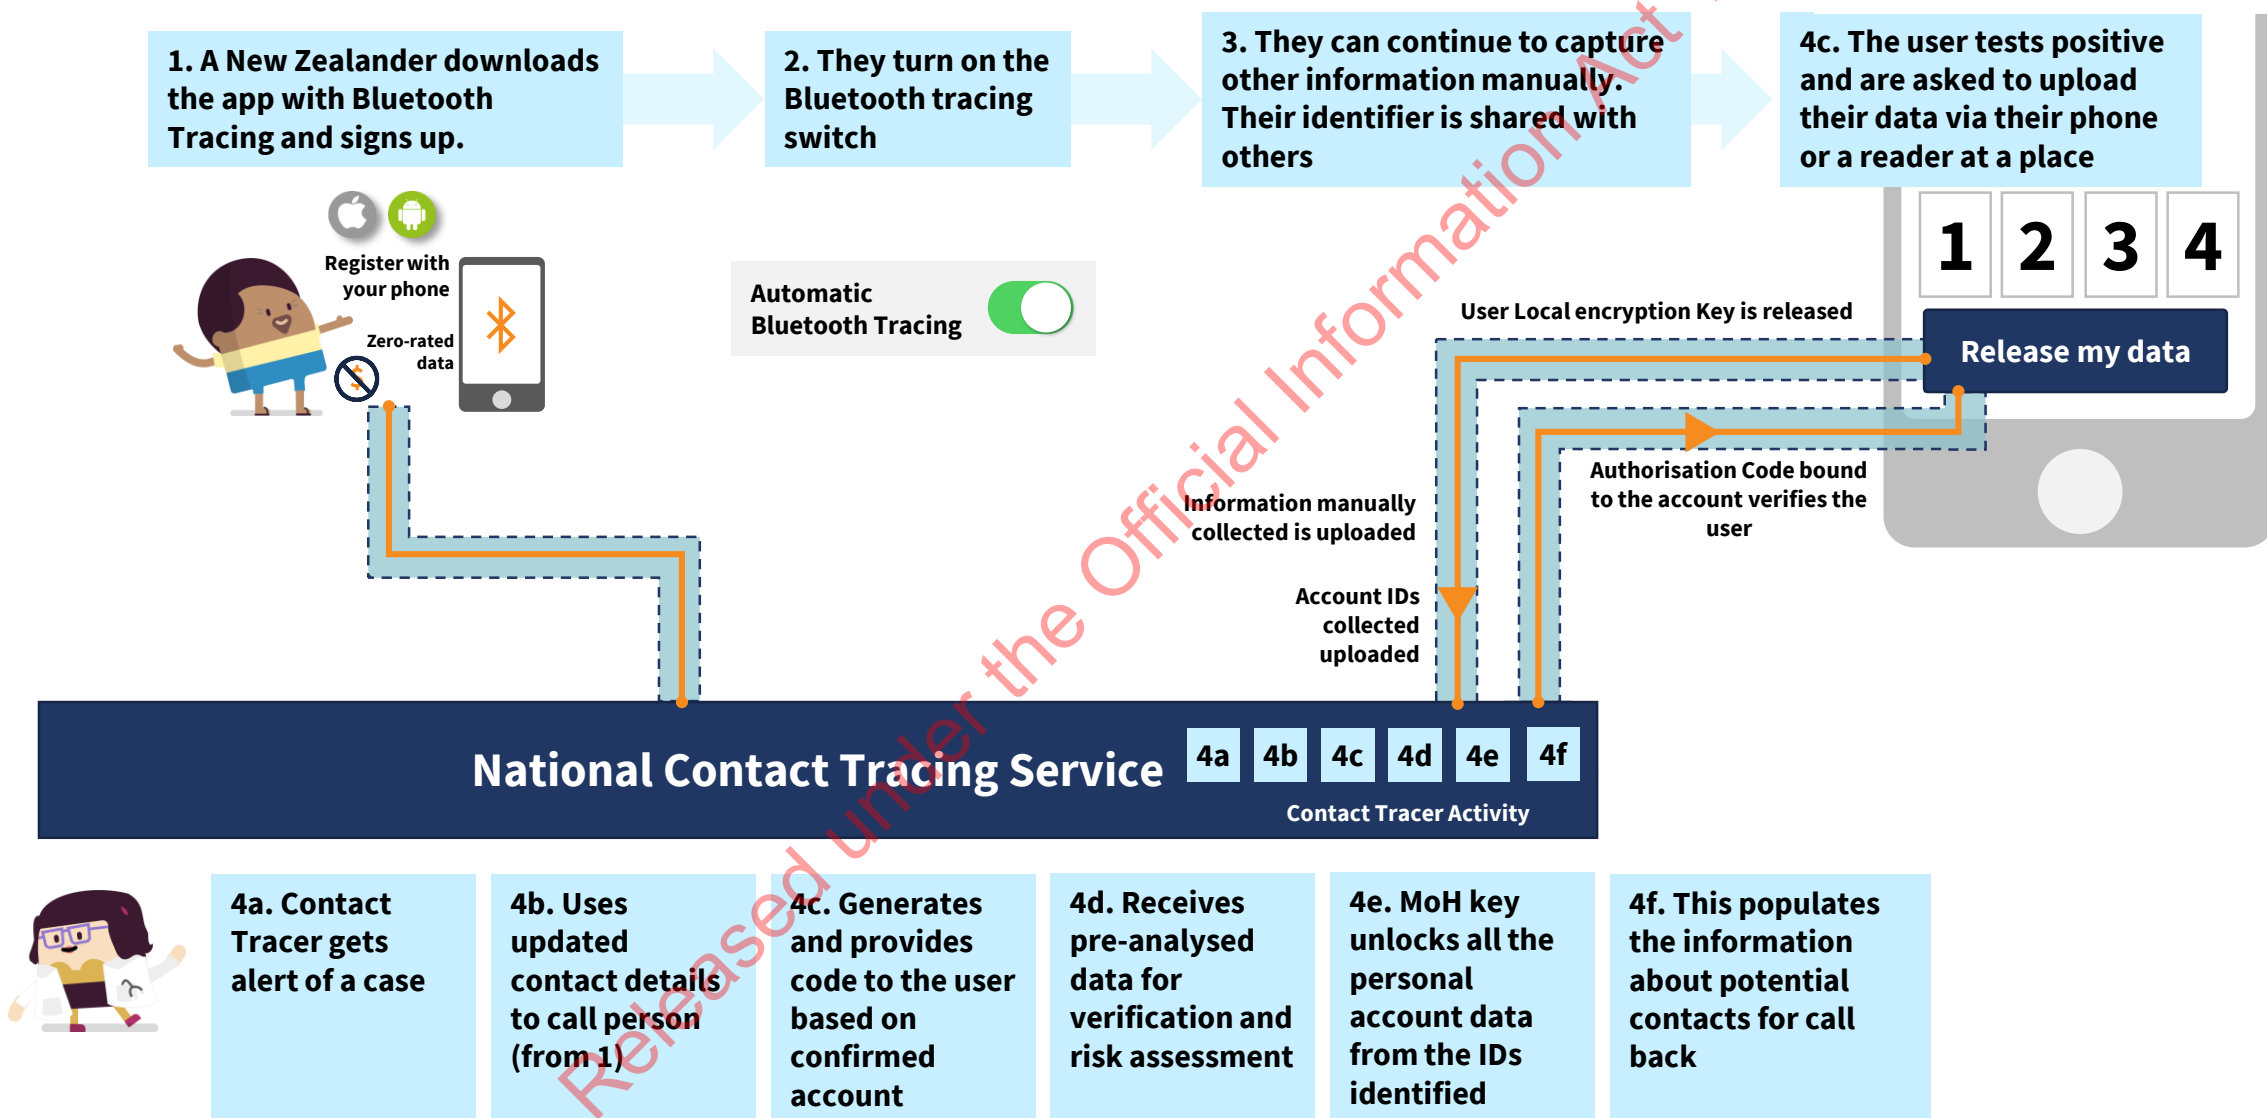 1. A New Zealander downloads
the app with Bluetooth
Tracing and signs up.
2. They turn on the
Bluetooth tracing
switch
3. They can continue to capture
other information manually.
Their identifier is shared with
others
4c. The user tests positive
and are asked to upload
their data via their phone
or a reader at a place
Register with
your phone
Zero-rated
data
Automatic
Bluetooth Tracing
1 2 3 4
Release my data
User Local encryption Key is released
Authorisation Code bound
to the account verifies the
user
Information manually
collected is uploaded
Account IDs
collected
uploaded
National Contact Tracing Service
4a 4b 4c 4d 4e 4f
Contact Tracer Activity
4a. Contact
Tracer gets
alert of a case
4b. Uses
updated
contact details
to call person
(from 1)
4c. Generates
and provides
code to the user
based on
confirmed
account
4d. Receives
pre-analysed
data for
verification and
risk assessment
4e. MoH key
unlocks all the
personal
account data
from the IDs
identified
4f. This populates
the information
about potential
contacts for call
back
Released under the Official Information Act